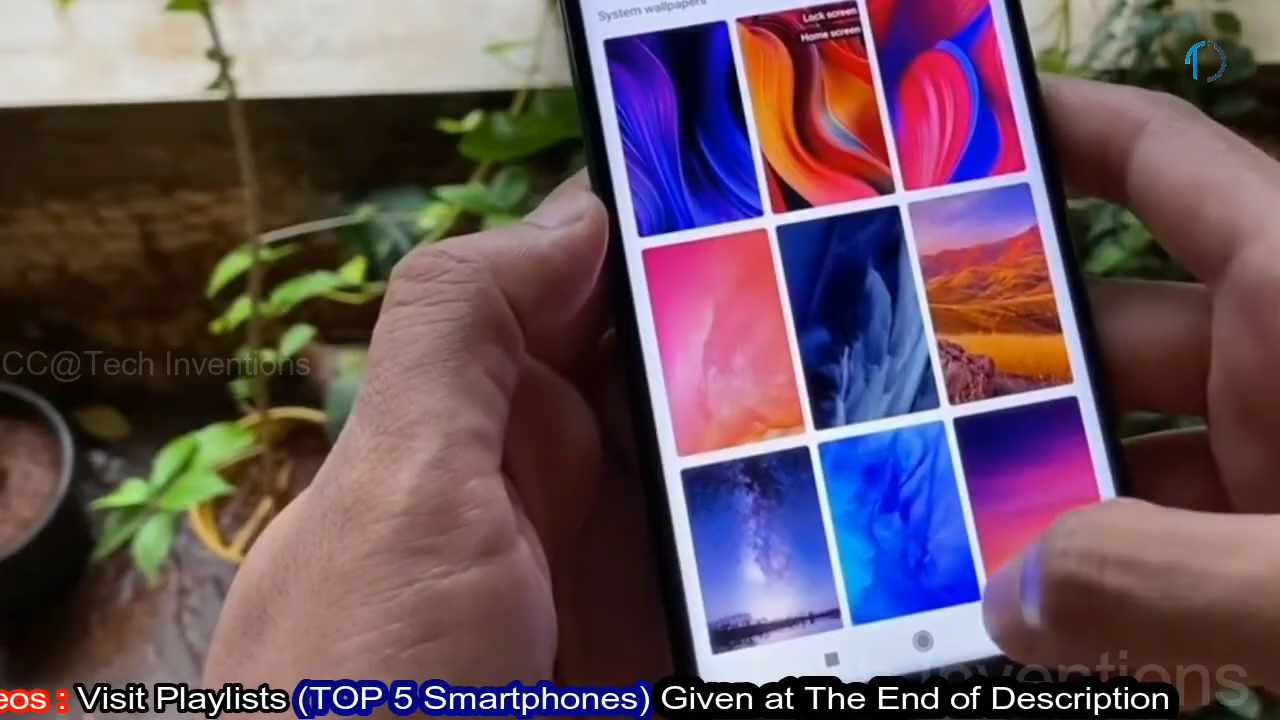 System wallpapers
Lock screen
Home screen
CC@Tech Inventions
Inventions
eos : Visit Playlists (TOP 5 Smartphones) Given at The End of Description